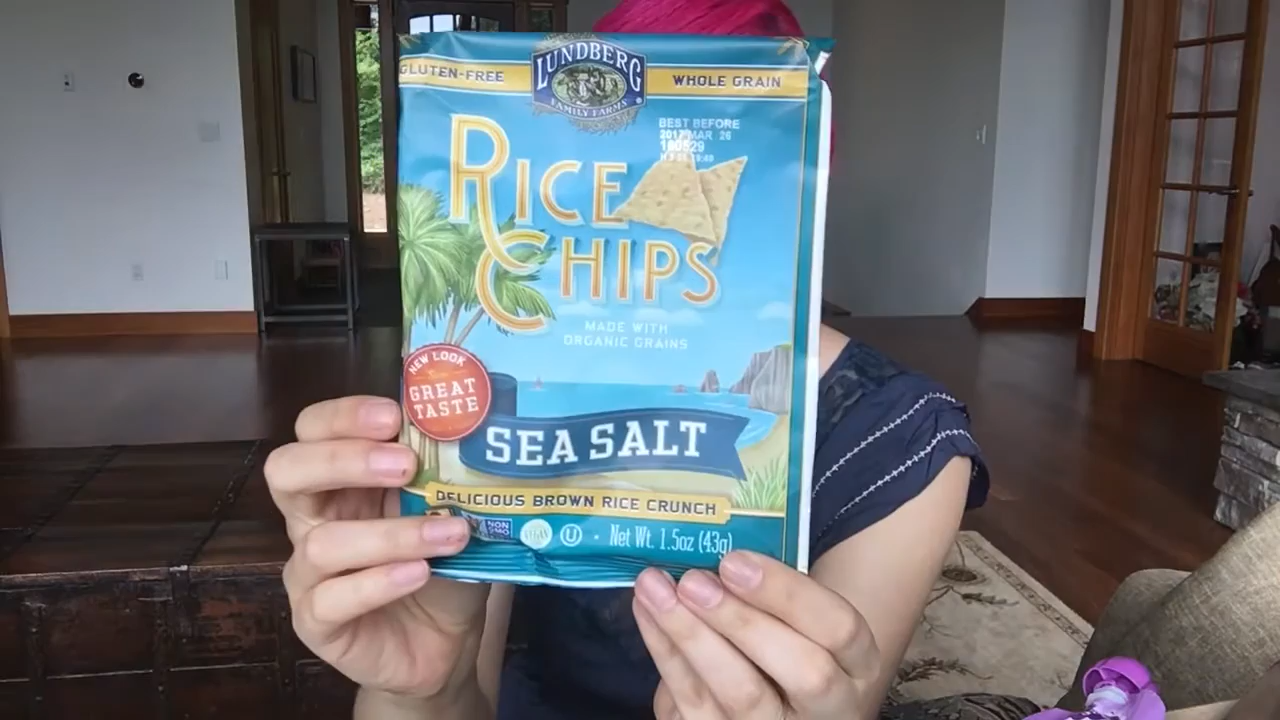 LUNDBERG
FAMILY FARMS
GLUTEN-FREE
WHOLE GRAIN
BEST BEFORE
2017 MAR 26
RICE
CHIPS
MADE WITH
ORGANIC GRAINS
NEW LOOK
GREAT
TASTE
SEA SALT
DELICIOUS BROWN RICE CRUNCH
NON
GMO
VEGAN
U
· Net Wt. 1.5oz (43g)